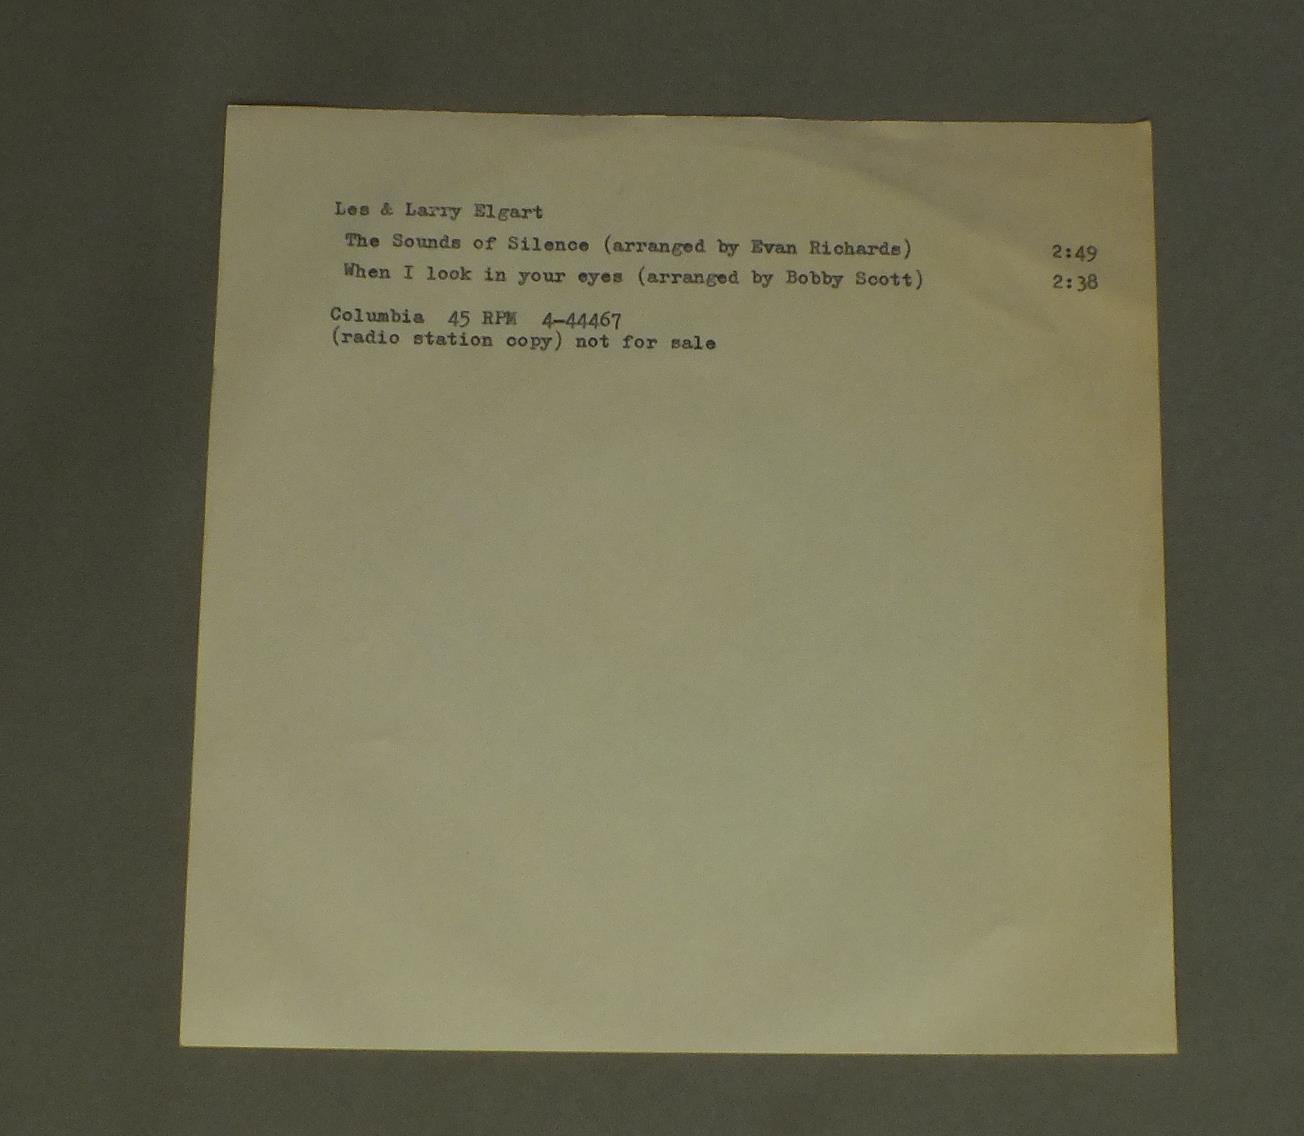 Les & Larry Elgart
The Sounds of Silence (arranged by Evan Richards) 2:49
When I look in your eyes (arranged by Bobby Scott) 2:38
Columbia 45 RPM 4-44467
(radio station copy) not for sale